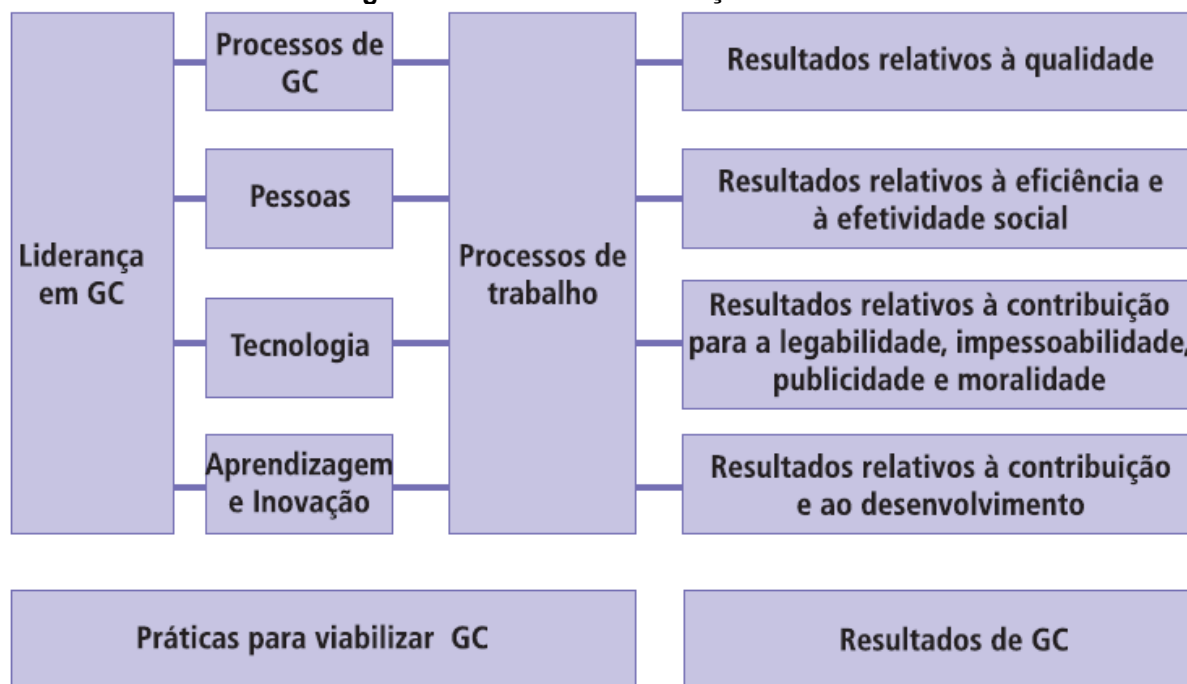 Processos de
GC
Resultados relativos à qualidade
Pessoas
Resultados relativos à eficiência e
à efetividade social
Liderança
em GC
Processos de
trabalho
Tecnologia
Resultados relativos à contribuição
para a legabilidade, impessoabilidade,
publicidade e moralidade
Aprendizagem
e Inovação
Resultados relativos à contribuição
e ao desenvolvimento
Práticas para viabilizar GC
Resultados de GC